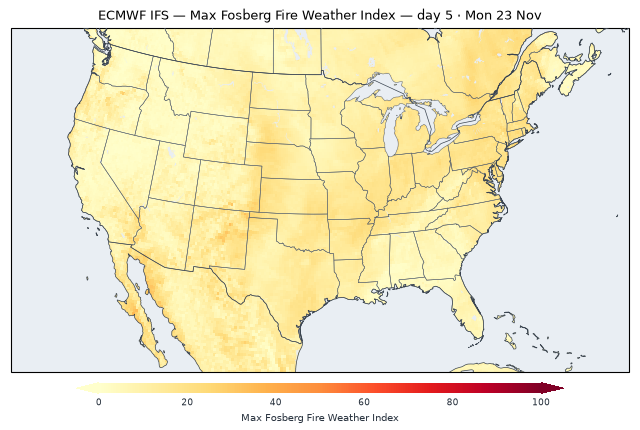 ECMWF IFS — Max Fosberg Fire Weather Index — day 5 · Mon 23 Nov
0 20 40 60 80 100
Max Fosberg Fire Weather Index